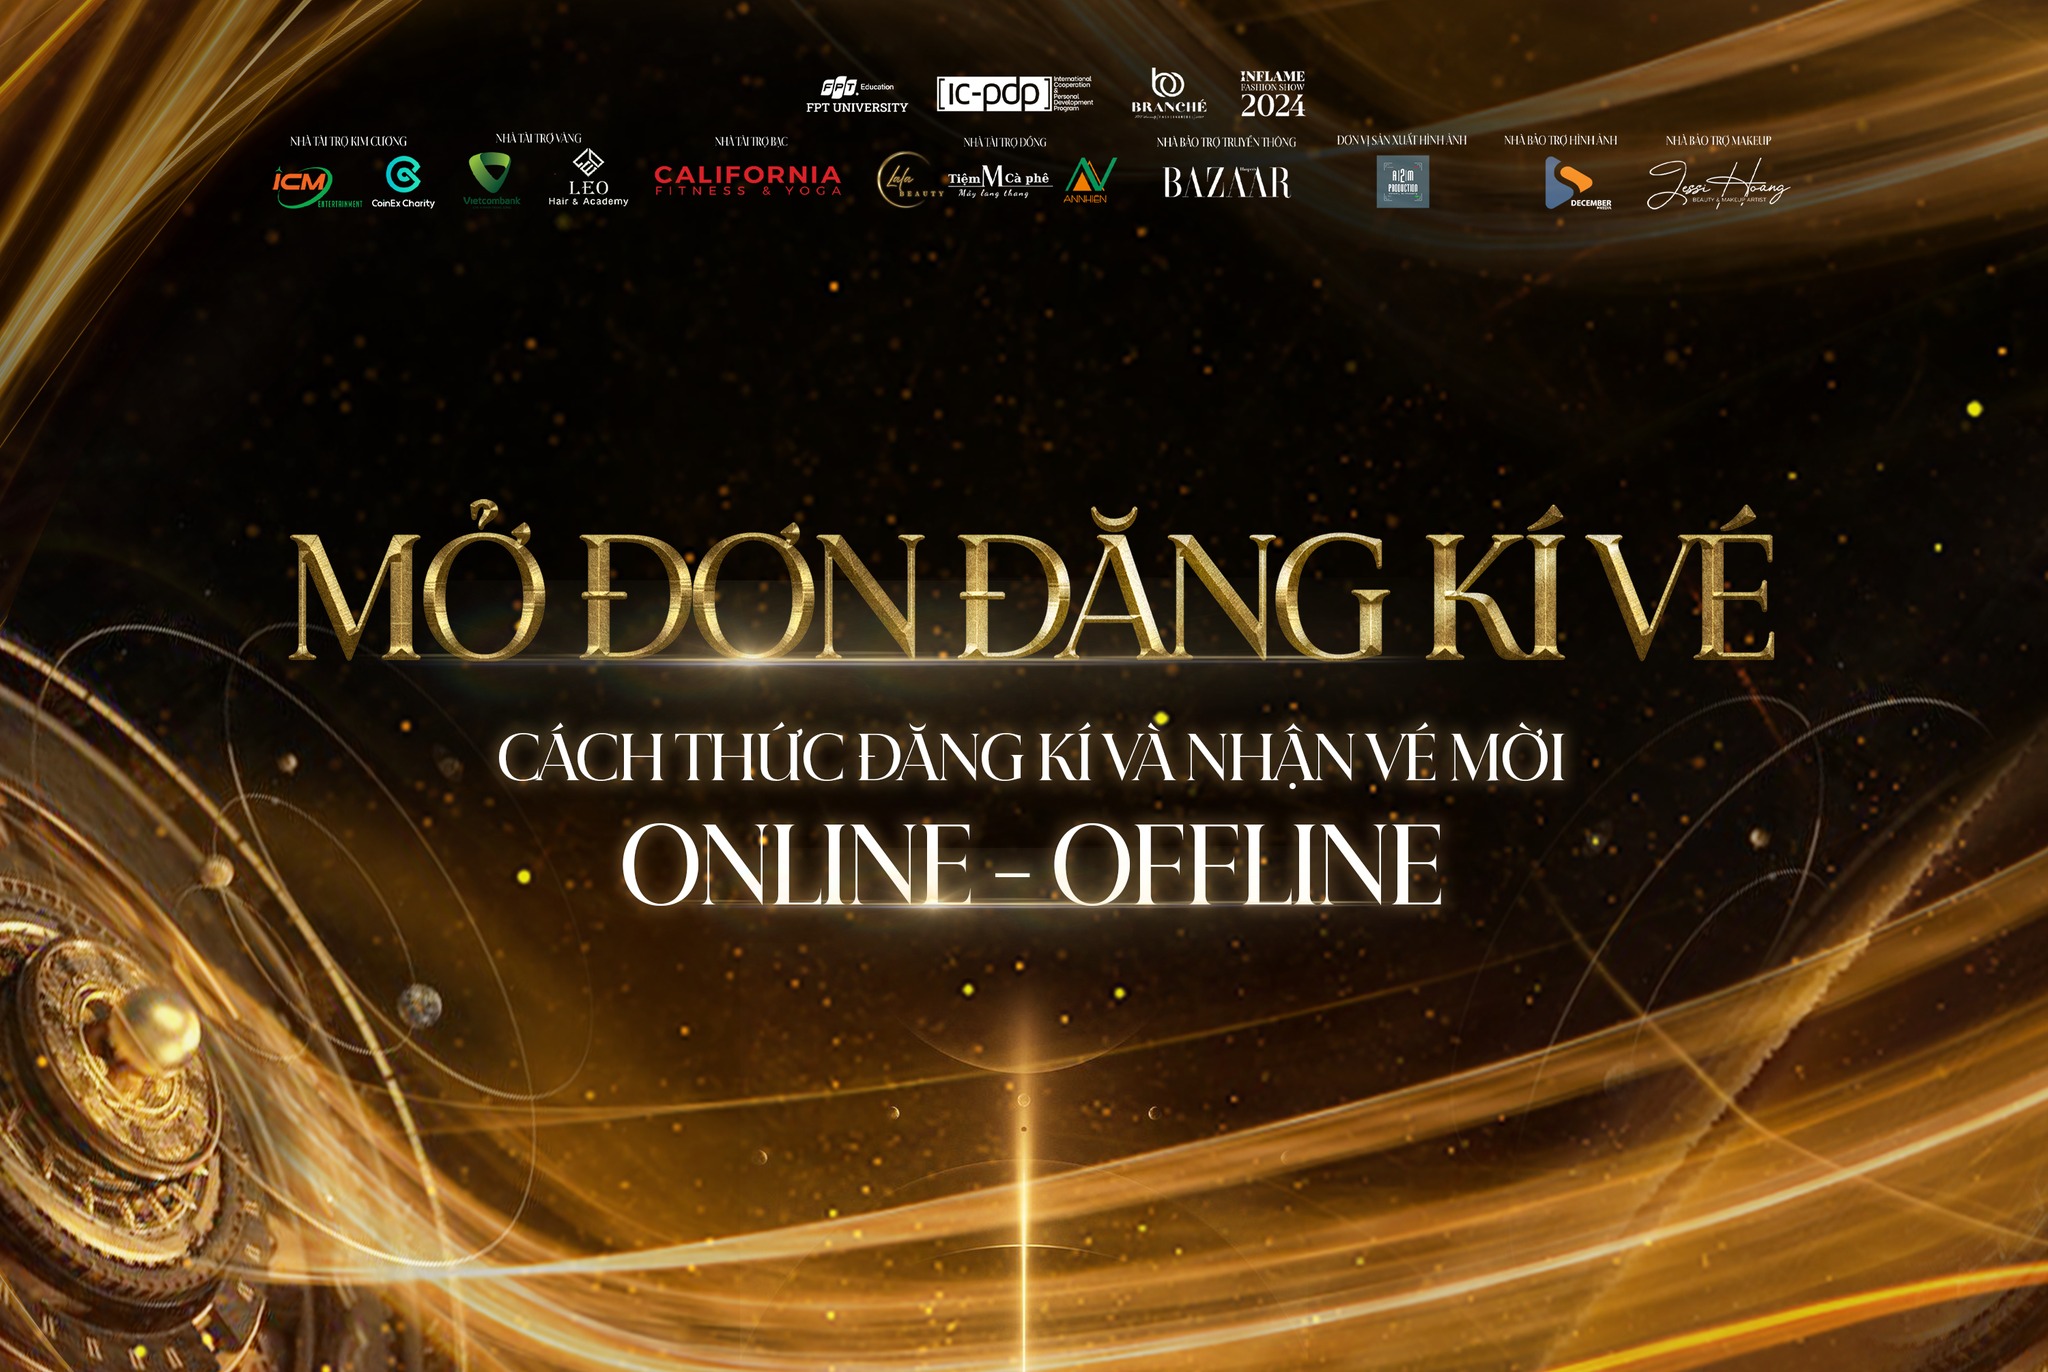 FPT Education
FPT UNIVERSITY
[ic-pdp] International Cooperation & Personal Development Program
BRANCHÉ
INFLAME
FASHION SHOW
2024
NHÀ TÀI TRỢ KIM CƯƠNG
NHÀ TÀI TRỢ VÀNG
NHÀ TÀI TRỢ BẠC
NHÀ TÀI TRỢ ĐỒNG
NHÀ BẢO TRỢ TRUYỀN THÔNG
ĐƠN VỊ SẢN XUẤT HÌNH ẢNH
NHÀ BẢO TRỢ HÌNH ẢNH
NHÀ BẢO TRỢ MAKEUP
ICM
ENTERTAINMENT
CoinEx Charity
Vietcombank
LEO
Hair & Academy
CALIFORNIA
FITNESS & YOGA
Lala
BEAUTY
Tiệm M Cà phê
Mây lang thang
ANNHIÊN
Harper's
BAZAAR
PRODUCTION
DECEMBER
MEDIA
Jessi Hoàng
BEAUTY & MAKEUP ARTIST
MỞ ĐƠN ĐĂNG KÍ VÉ
CÁCH THỨC ĐĂNG KÍ VÀ NHẬN VÉ MỜI
ONLINE – OFFLINE